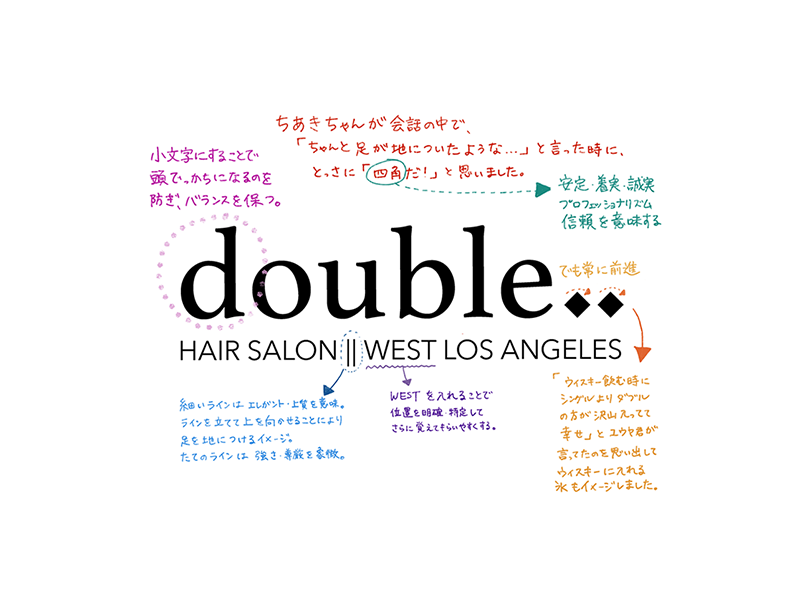 ちあきちゃんが会話の中で、
「ちゃんと足が地についたような…」と言った時に、
とっさに「四角だ!」と思いました。
小文字にすることで
頭でっかちになるのを
防ぎ、バランスを保つ。
安定・着実・誠実
プロフェッショナリズム
信頼を意味する
double..
でも常に前進
HAIR SALON || WEST LOS ANGELES
細いラインはエレガント・上質を意味。
ラインを立てて上を向かせることにより
足を地につけるイメージ。
たてのラインは強さ・尊厳を象徴。
WESTを入れることで
位置を明確・特定して
さらに覚えてもらいやすくする。
「ウィスキー飲む時に
シングルよりダブル
の方が沢山入ってて
幸せ」とユウヤ君が
言ってたのを思い出して
ウィスキーに入れる
氷もイメージしました。